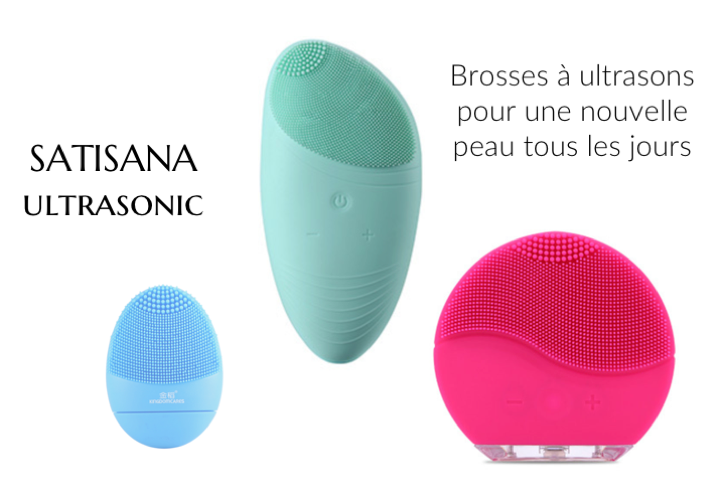 SATISANA
ULTRASONIC
Brosses à ultrasons
pour une nouvelle
peau tous les jours